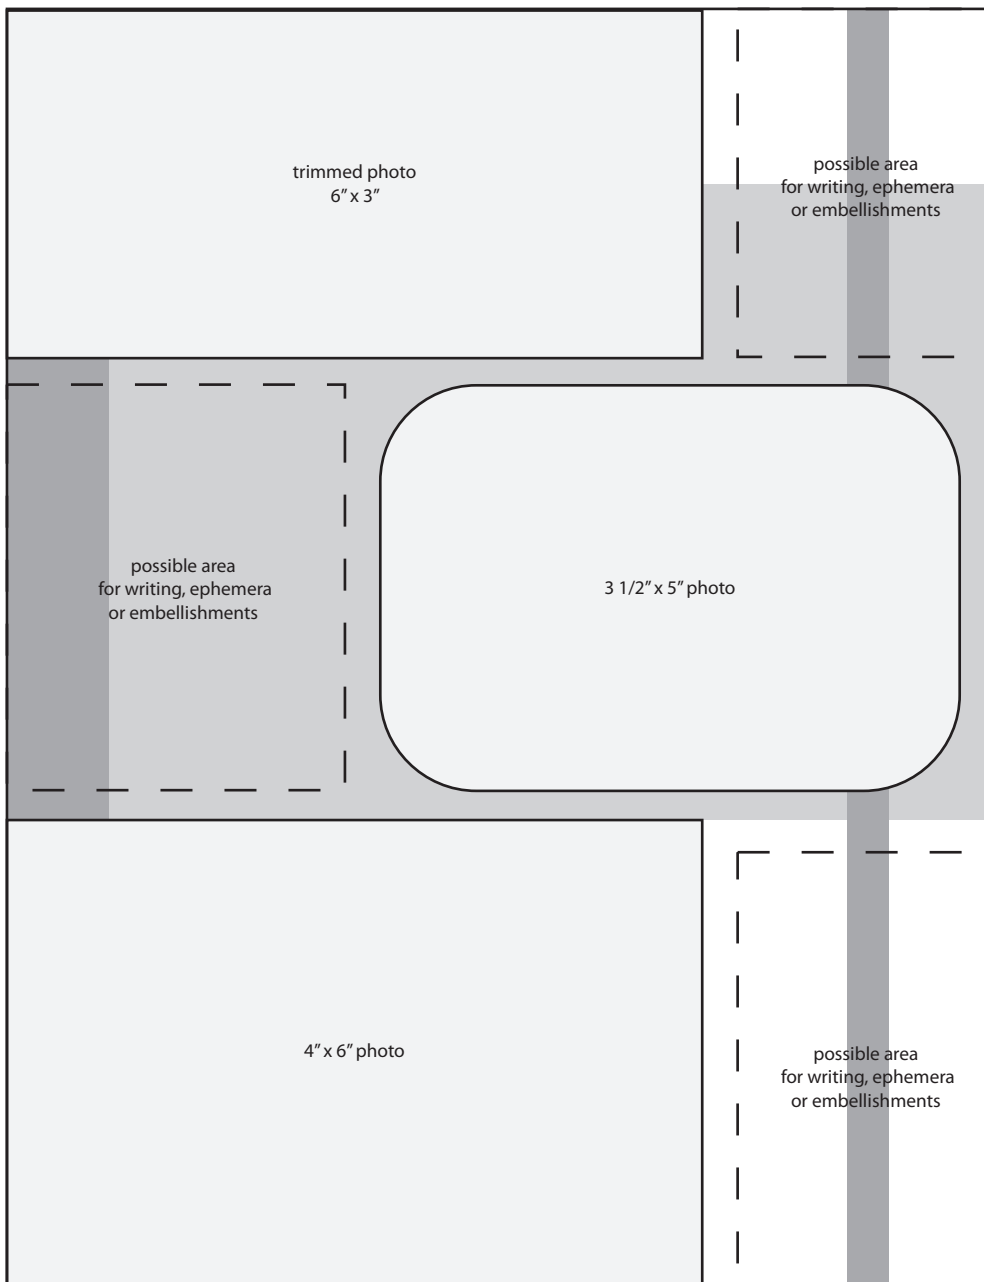 trimmed photo
6” x 3”
possible area
for writing, ephemera
or embellishments
possible area
for writing, ephemera
or embellishments
3 1/2” x 5” photo
4” x 6” photo
possible area
for writing, ephemera
or embellishments